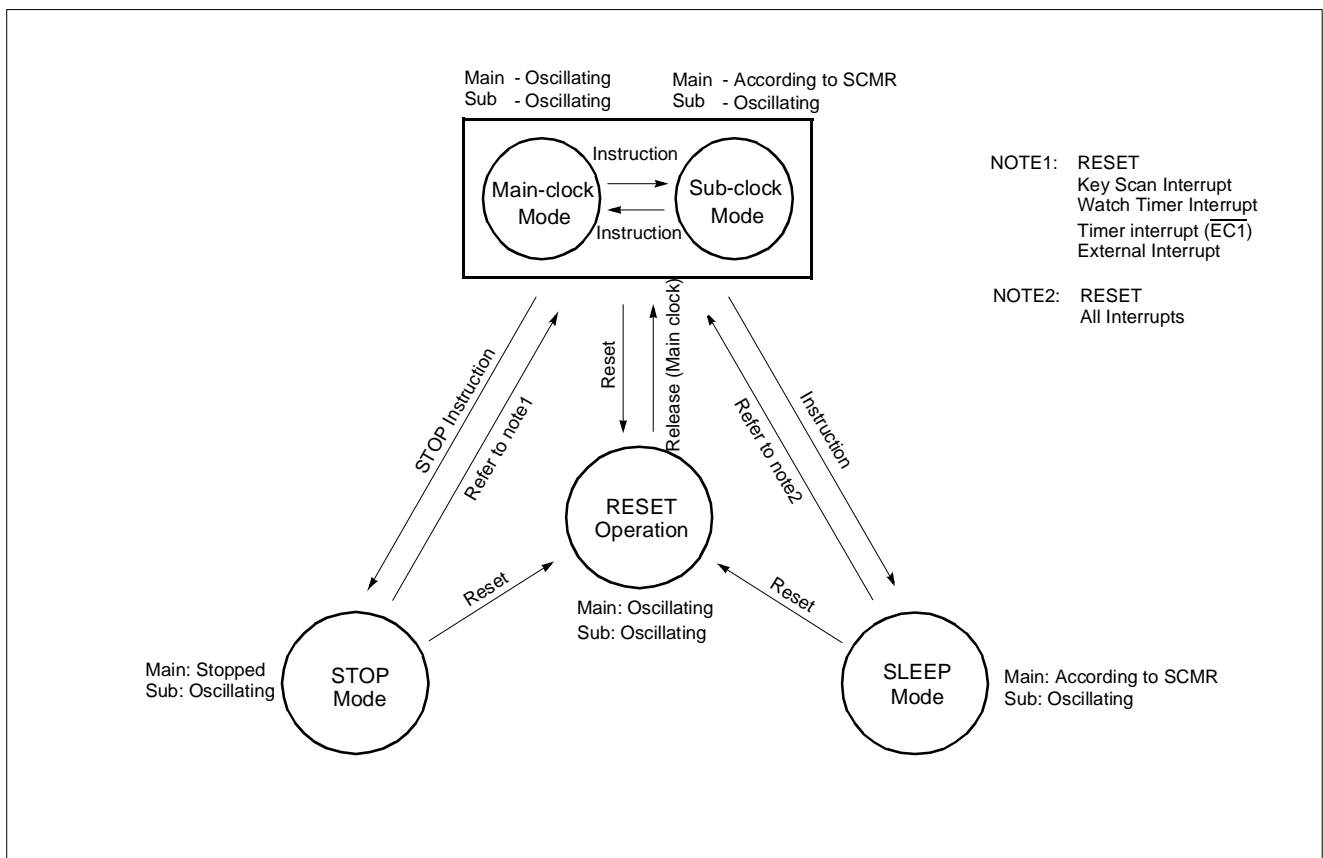 Main - Oscillating
Sub - Oscillating
Main - According to SCMR
Sub - Oscillating
Main-clock
Mode
Instruction
Instruction
Sub-clock
Mode
NOTE1: RESET
Key Scan Interrupt
Watch Timer Interrupt
Timer interrupt (E̅C̅1̅)
External Interrupt
NOTE2: RESET
All Interrupts
STOP Instruction
Refer to note1
Reset
Release (Main clock)
Refer to note2
Instruction
RESET
Operation
Reset
Reset
Main: Oscillating
Sub: Oscillating
Main: Stopped
Sub: Oscillating
STOP
Mode
SLEEP
Mode
Main: According to SCMR
Sub: Oscillating